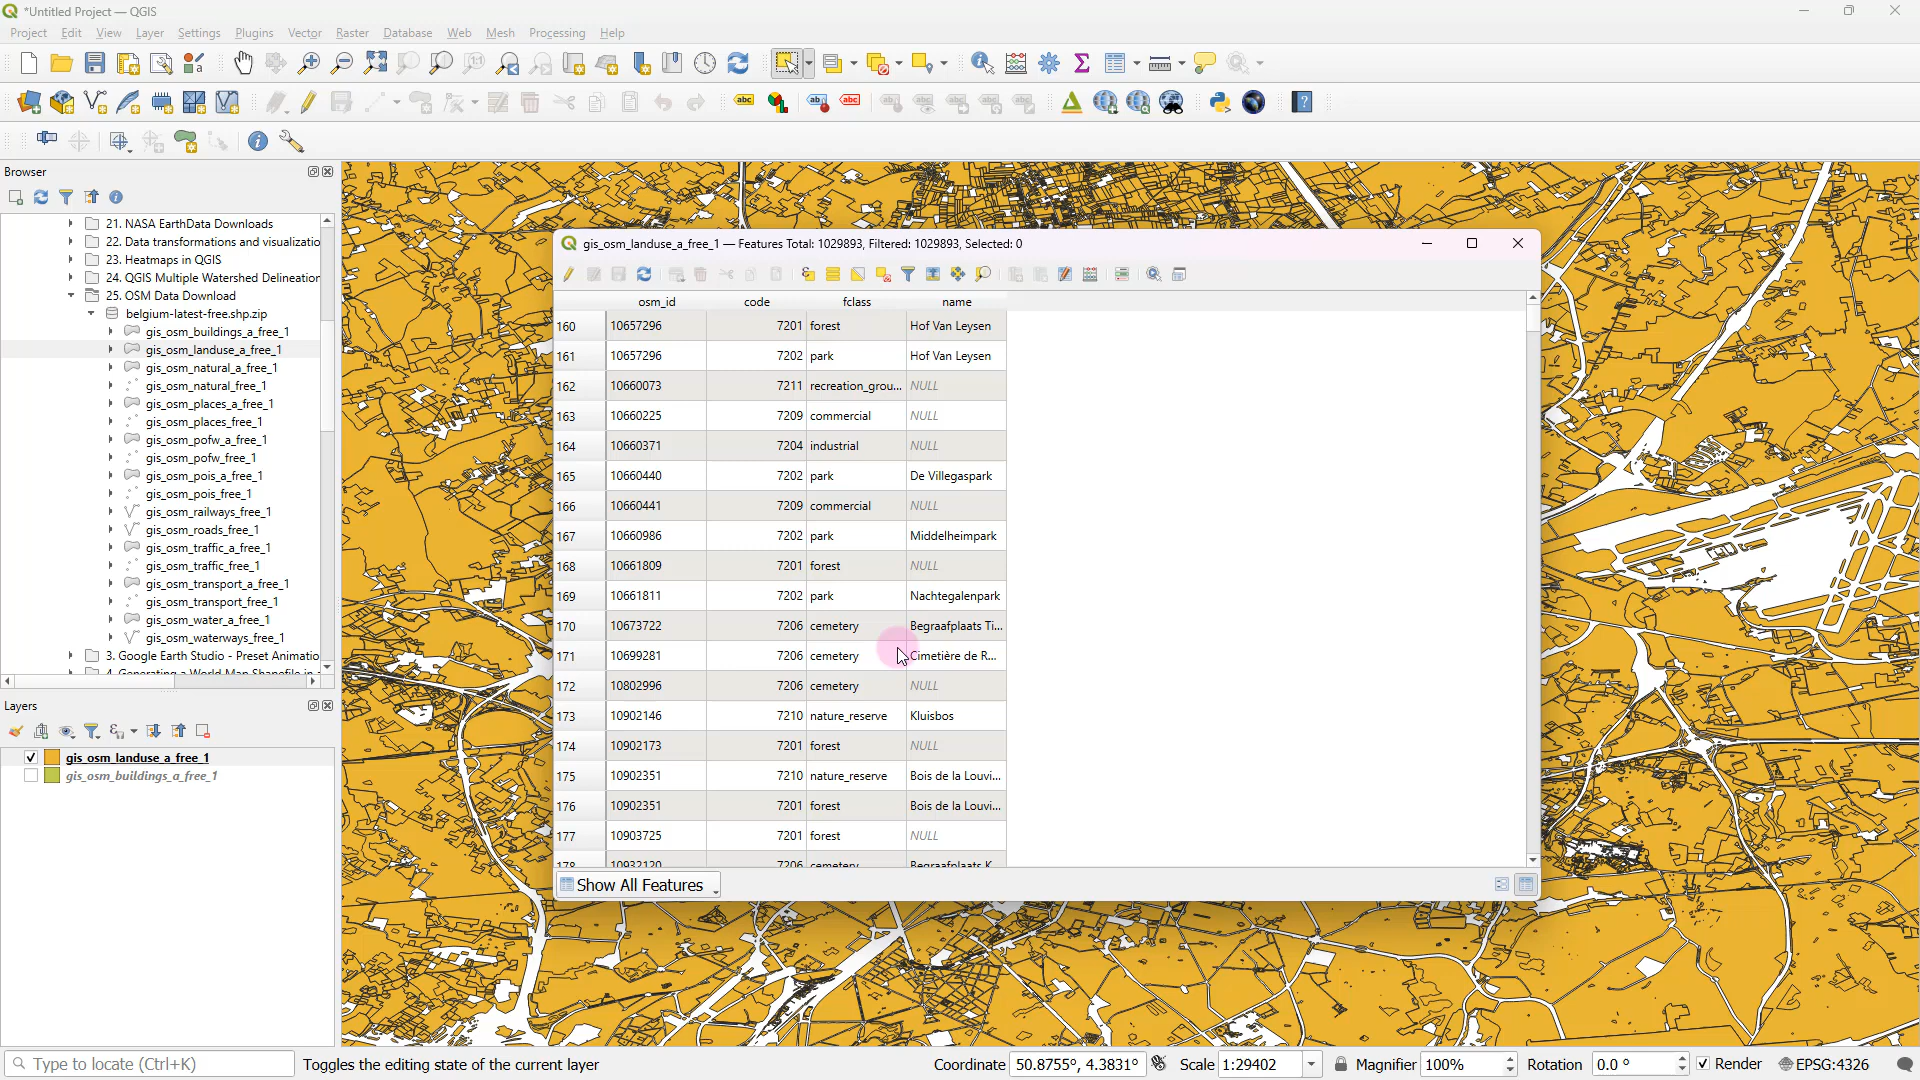 *Untitled Project — QGIS
Project Edit View Layer Settings Plugins Vector Raster Database Web Mesh Processing Help
Browser
21. NASA EarthData Downloads
22. Data transformations and visualizatio
23. Heatmaps in QGIS
24. QGIS Multiple Watershed Delineation
25. OSM Data Download
belgium-latest-free.shp.zip
gis_osm_buildings_a_free_1
gis_osm_landuse_a_free_1
gis_osm_natural_a_free_1
gis_osm_natural_free_1
gis_osm_places_a_free_1
gis_osm_places_free_1
gis_osm_pofw_a_free_1
gis_osm_pofw_free_1
gis_osm_pois_a_free_1
gis_osm_pois_free_1
gis_osm_railways_free_1
gis_osm_roads_free_1
gis_osm_traffic_a_free_1
gis_osm_traffic_free_1
gis_osm_transport_a_free_1
gis_osm_transport_free_1
gis_osm_water_a_free_1
gis_osm_waterways_free_1
3. Google Earth Studio - Preset Animatio
Layers
gis_osm_landuse_a_free_1
gis_osm_buildings_a_free_1
gis_osm_landuse_a_free_1 — Features Total: 1029893, Filtered: 1029893, Selected: 0
osm_id code fclass name
160 10657296 7201 forest Hof Van Leysen
161 10657296 7202 park Hof Van Leysen
162 10660073 7211 recreation_grou... NULL
163 10660225 7209 commercial NULL
164 10660371 7204 industrial NULL
165 10660440 7202 park De Villegaspark
166 10660441 7209 commercial NULL
167 10660986 7202 park Middelheimpark
168 10661809 7201 forest NULL
169 10661811 7202 park Nachtegalenpark
170 10673722 7206 cemetery Begraafplaats Ti...
171 10699281 7206 cemetery Cimetière de R...
172 10802996 7206 cemetery NULL
173 10902146 7210 nature_reserve Kluisbos
174 10902173 7201 forest NULL
175 10902351 7210 nature_reserve Bois de la Louvi...
176 10902351 7201 forest Bois de la Louvi...
177 10903725 7201 forest NULL
178 10932120 7206 cemetery Begraafplaats K...
Show All Features
Type to locate (Ctrl+K) Toggles the editing state of the current layer Coordinate 50.8755°, 4.3831° Scale 1:29402 Magnifier 100% Rotation 0.0 ° Render EPSG:4326